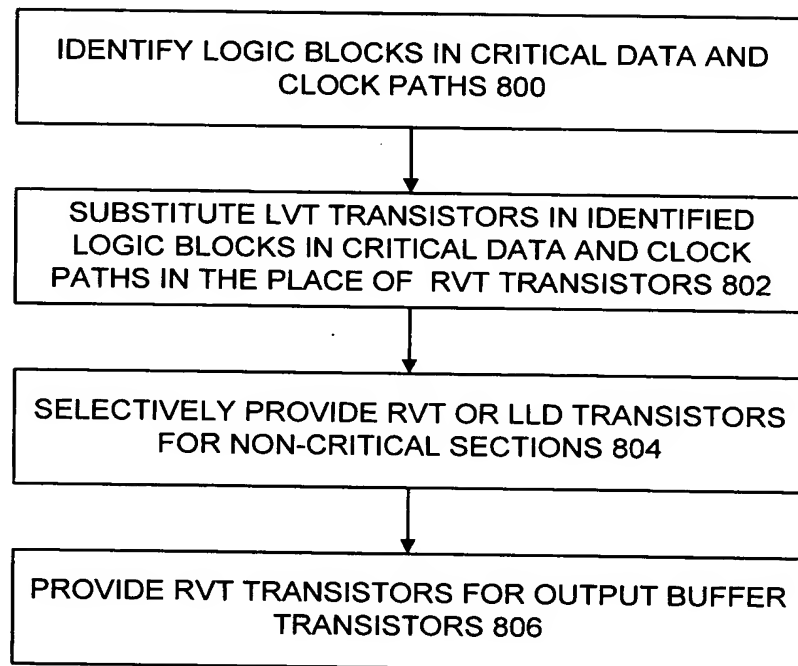 IDENTIFY LOGIC BLOCKS IN CRITICAL DATA AND
CLOCK PATHS 800
SUBSTITUTE LVT TRANSISTORS IN IDENTIFIED
LOGIC BLOCKS IN CRITICAL DATA AND CLOCK
PATHS IN THE PLACE OF RVT TRANSISTORS 802
SELECTIVELY PROVIDE RVT OR LLD TRANSISTORS
FOR NON-CRITICAL SECTIONS 804
PROVIDE RVT TRANSISTORS FOR OUTPUT BUFFER
TRANSISTORS 806